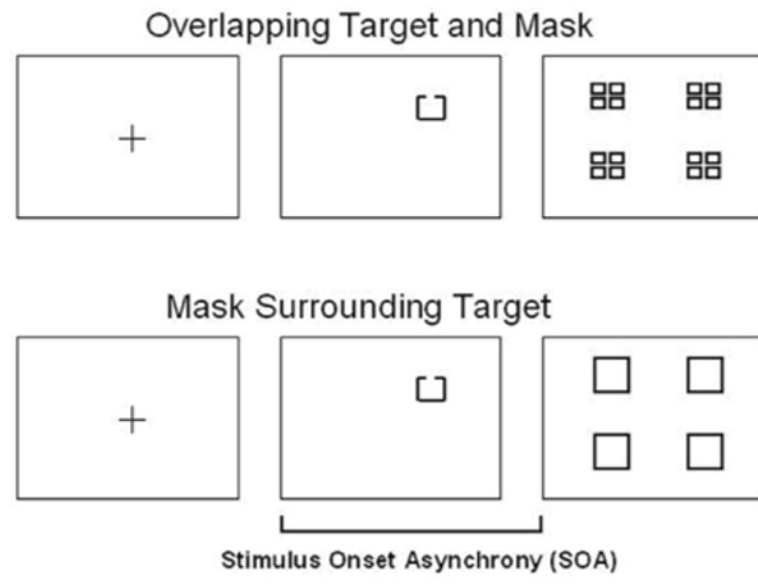 Overlapping Target and Mask
Mask Surrounding Target
Stimulus Onset Asynchrony (SOA)